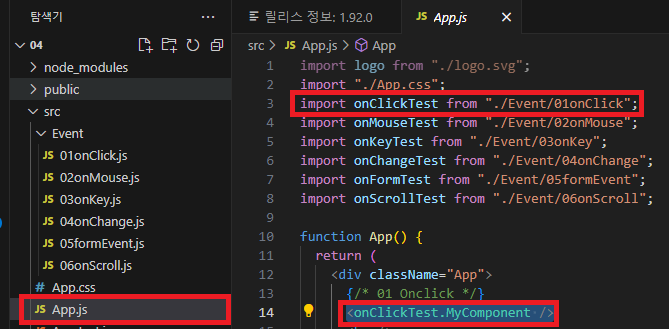 탐색기
04
node_modules
public
src
Event
JS 01onClick.js
JS 02onMouse.js
JS 03onKey.js
JS 04onChange.js
JS 05formEvent.js
JS 06onScroll.js
# App.css
JS App.js
릴리스 정보: 1.92.0
JS App.js
src > JS App.js > App
1 import logo from "./logo.svg";
2 import "./App.css";
3 import onClickTest from "./Event/01onClick";
4 import onMouseTest from "./Event/02onMouse";
5 import onKeyTest from "./Event/03onKey";
6 import onChangeTest from "./Event/04onChange";
7 import onFormTest from "./Event/05formEvent";
8 import onScrollTest from "./Event/06onScroll";
9
10 function App() {
11 return (
12 <div className="App">
13 {/* 01 Onclick */}
14 <onClickTest.MyComponent />